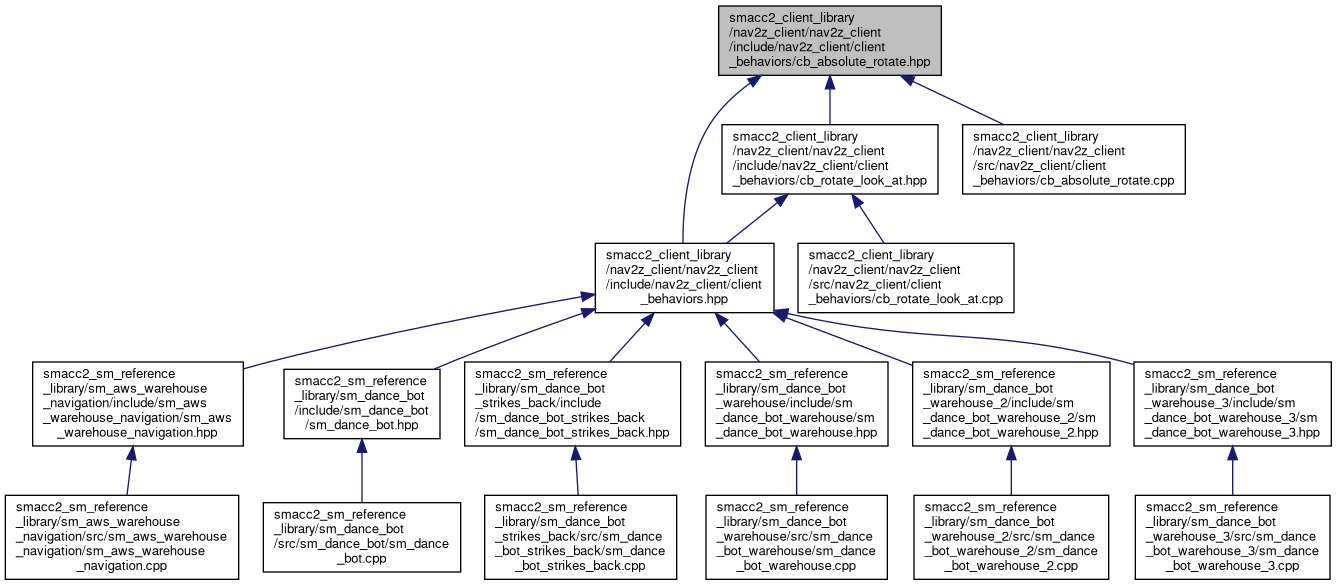 smacc2_client_library
/nav2z_client/nav2z_client
/include/nav2z_client/client
_behaviors/cb_absolute_rotate.hpp
smacc2_client_library
/nav2z_client/nav2z_client
/include/nav2z_client/client
_behaviors/cb_rotate_look_at.hpp
smacc2_client_library
/nav2z_client/nav2z_client
/src/nav2z_client/client
_behaviors/cb_absolute_rotate.cpp
smacc2_client_library
/nav2z_client/nav2z_client
/include/nav2z_client/client
_behaviors.hpp
smacc2_client_library
/nav2z_client/nav2z_client
/src/nav2z_client/client
_behaviors/cb_rotate_look_at.cpp
smacc2_sm_reference
_library/sm_aws_warehouse
_navigation/include/sm_aws
_warehouse_navigation/sm_aws
_warehouse_navigation.hpp
smacc2_sm_reference
_library/sm_dance_bot
/include/sm_dance_bot
/sm_dance_bot.hpp
smacc2_sm_reference
_library/sm_dance_bot
_strikes_back/include
/sm_dance_bot_strikes_back
/sm_dance_bot_strikes_back.hpp
smacc2_sm_reference
_library/sm_dance_bot
_warehouse/include/sm
_dance_bot_warehouse/sm
_dance_bot_warehouse.hpp
smacc2_sm_reference
_library/sm_dance_bot
_warehouse_2/include/sm
_dance_bot_warehouse_2/sm
_dance_bot_warehouse_2.hpp
smacc2_sm_reference
_library/sm_dance_bot
_warehouse_3/include/sm
_dance_bot_warehouse_3/sm
_dance_bot_warehouse_3.hpp
smacc2_sm_reference
_library/sm_aws_warehouse
_navigation/src/sm_aws_warehouse
_navigation/sm_aws_warehouse
_navigation.cpp
smacc2_sm_reference
_library/sm_dance_bot
/src/sm_dance_bot/sm_dance
_bot.cpp
smacc2_sm_reference
_library/sm_dance_bot
_strikes_back/src/sm_dance
_bot_strikes_back/sm_dance
_bot_strikes_back.cpp
smacc2_sm_reference
_library/sm_dance_bot
_warehouse/src/sm_dance
_bot_warehouse/sm_dance
_bot_warehouse.cpp
smacc2_sm_reference
_library/sm_dance_bot
_warehouse_2/src/sm_dance
_bot_warehouse_2/sm_dance
_bot_warehouse_2.cpp
smacc2_sm_reference
_library/sm_dance_bot
_warehouse_3/src/sm_dance
_bot_warehouse_3/sm_dance
_bot_warehouse_3.cpp